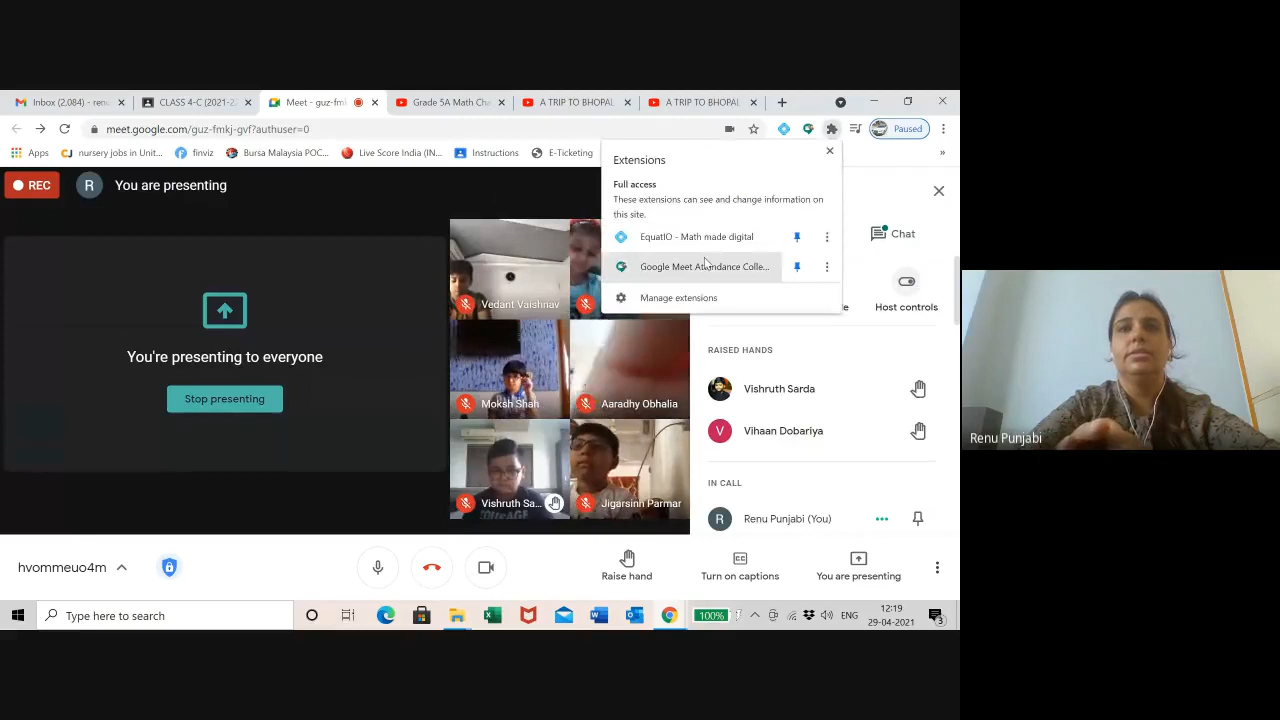 Inbox (2,084) - ren
CLASS 4-C (2021-2
Meet - guz-fm
Grade 5A Math Cha
A TRIP TO BHOPAL
A TRIP TO BHOPAL
meet.google.com/guz-fmkj-gvf?authuser=0
Paused
Apps
nursery jobs in Unit...
finviz
Bursa Malaysia POC...
Live Score India (IN...
Instructions
E-Ticketing
»
REC
R
You are presenting
Extensions
Full access
These extensions can see and change information on
this site.
EquatIO - Math made digital
Google Meet Attendance Colle...
Manage extensions
Chat
Host controls
You're presenting to everyone
Stop presenting
Vedant Vaishnav
Moksh Shah
Aaradhy Obhalia
Vishruth Sa...
Jigarsinh Parmar
RAISED HANDS
Vishruth Sarda
V
Vihaan Dobariya
IN CALL
R
Renu Punjabi (You)
Renu Punjabi
hvommeuo4m
Raise hand
Turn on captions
You are presenting
Type here to search
100%
ENG
12:19
29-04-2021
3